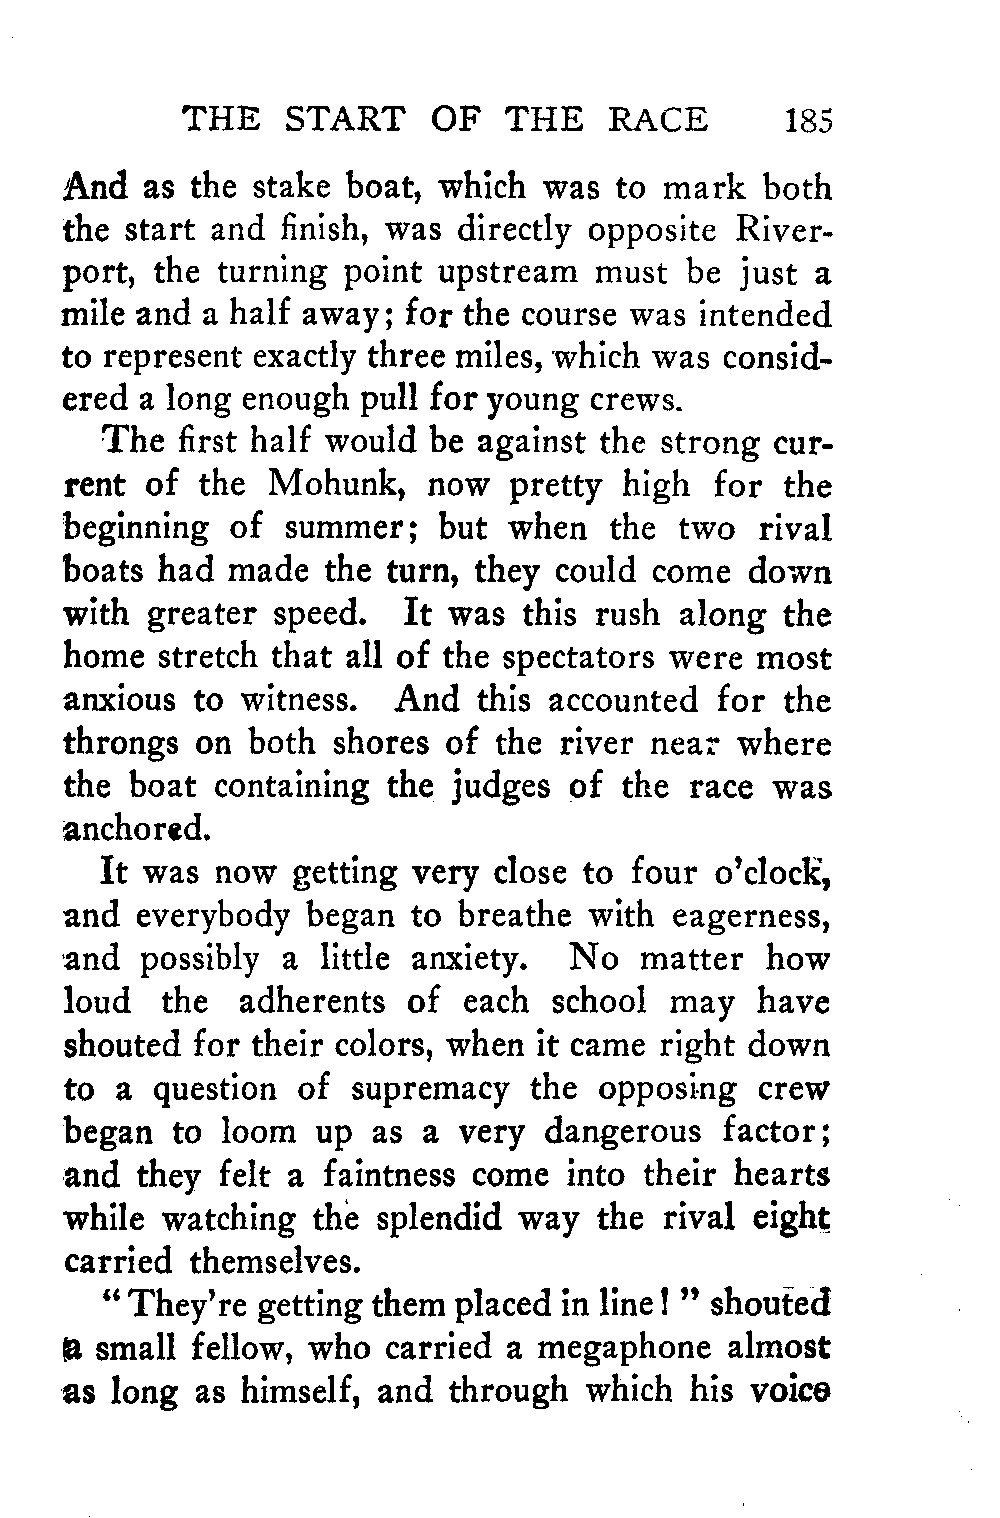 THE START OF THE RACE 185
And as the stake boat, which was to mark both
the start and finish, was directly opposite River-
port, the turning point upstream must be just a
mile and a half away; for the course was intended
to represent exactly three miles, which was consid-
ered a long enough pull for young crews.
The first half would be against the strong cur-
rent of the Mohunk, now pretty high for the
beginning of summer; but when the two rival
boats had made the turn, they could come down
with greater speed. It was this rush along the
home stretch that all of the spectators were most
anxious to witness. And this accounted for the
throngs on both shores of the river near where
the boat containing the judges of the race was
anchored.
It was now getting very close to four o'clock,
and everybody began to breathe with eagerness,
and possibly a little anxiety. No matter how
loud the adherents of each school may have
shouted for their colors, when it came right down
to a question of supremacy the opposing crew
began to loom up as a very dangerous factor;
and they felt a faintness come into their hearts
while watching the splendid way the rival eight
carried themselves.
"They're getting them placed in line!" shouted
a small fellow, who carried a megaphone almost
as long as himself, and through which his voice